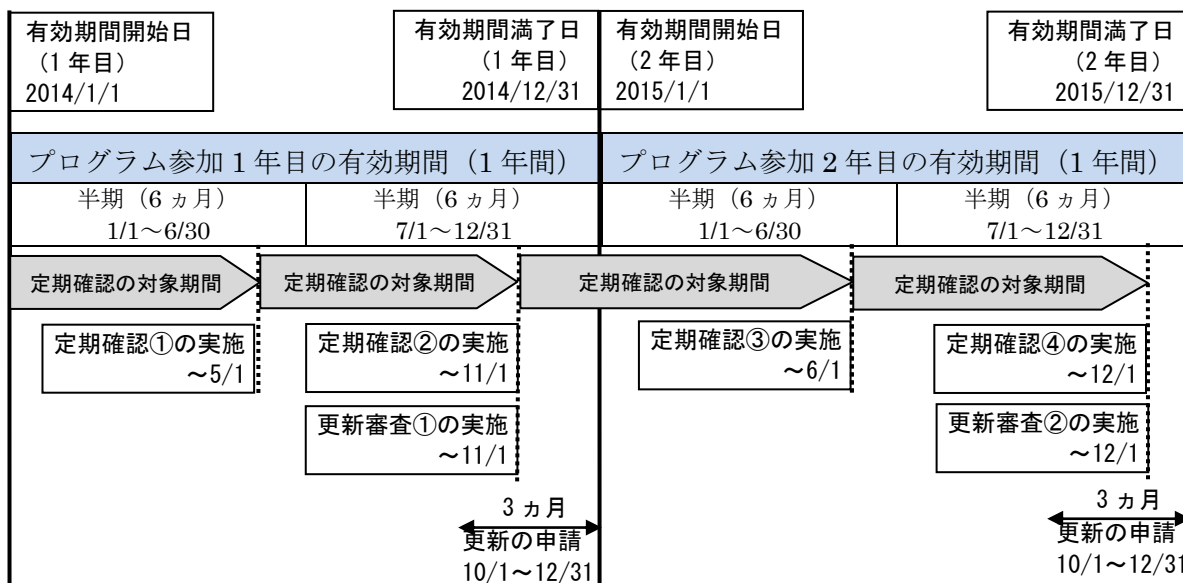 有効期間開始日
（1 年目）
2014/1/1
有効期間満了日
（1 年目）
2014/12/31
有効期間開始日
（2 年目）
2015/1/1
有効期間満了日
（2 年目）
2015/12/31
プログラム参加 1 年目の有効期間（1 年間）
プログラム参加 2 年目の有効期間（1 年間）
半期（6 ヵ月）
1/1～6/30
半期（6 ヵ月）
7/1～12/31
半期（6 ヵ月）
1/1～6/30
半期（6 ヵ月）
7/1～12/31
定期確認の対象期間
定期確認の対象期間
定期確認の対象期間
定期確認の対象期間
定期確認①の実施
～5/1
定期確認②の実施
～11/1
定期確認③の実施
～6/1
定期確認④の実施
～12/1
更新審査①の実施
～11/1
更新審査②の実施
～12/1
3 ヵ月
更新の申請
10/1～12/31
3 ヵ月
更新の申請
10/1～12/31